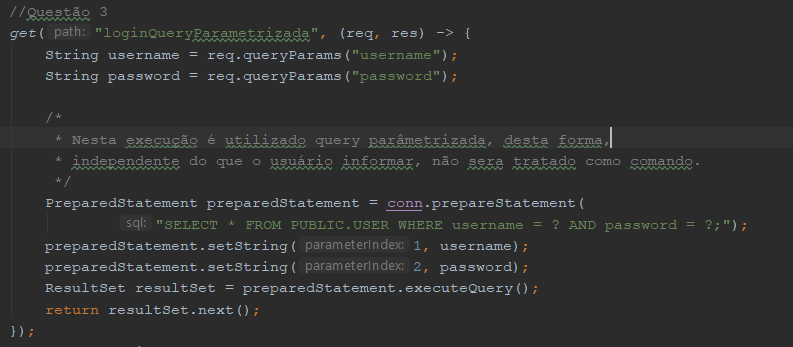 //Questão 3
get( path: "loginQueryParametrizada", (req, res) -> {
String username = req.queryParams("username");
String password = req.queryParams("password");
/*
* Nesta execução é utilizado query parâmetrizada, desta forma,
* independente do que o usuário informar, não sera tratado como comando.
*/
PreparedStatement preparedStatement = conn.prepareStatement(
sql: "SELECT * FROM PUBLIC.USER WHERE username = ? AND password = ?;");
preparedStatement.setString( parameterIndex: 1, username);
preparedStatement.setString( parameterIndex: 2, password);
ResultSet resultSet = preparedStatement.executeQuery();
return resultSet.next();
});